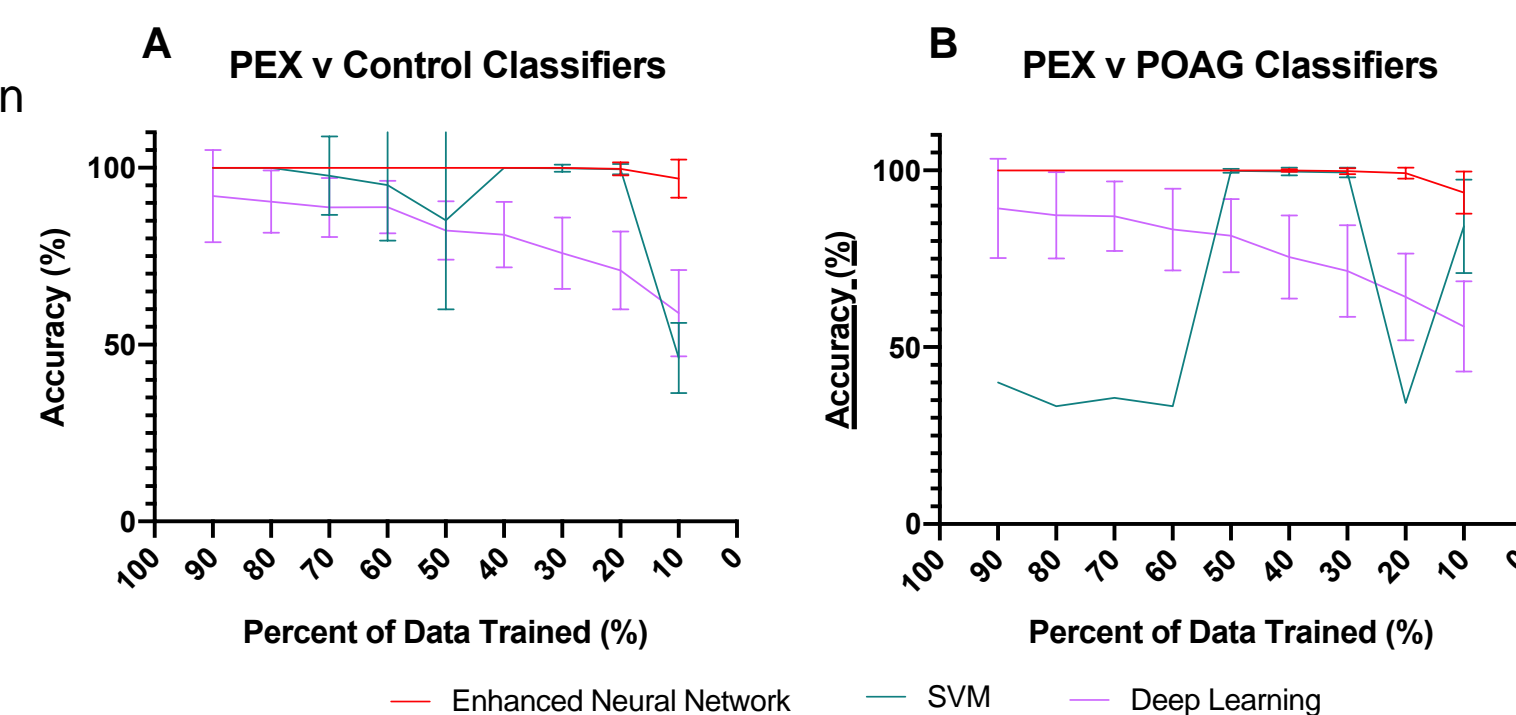 n
A
PEX v Control Classifiers
Accuracy (%)
100
50
0
100 90 80 70 60 50 40 30 20 10 0
Percent of Data Trained (%)
B
PEX v POAG Classifiers
Accuracy (%)
100
50
0
100 90 80 70 60 50 40 30 20 10 0
Percent of Data Trained (%)
Enhanced Neural Network SVM Deep Learning